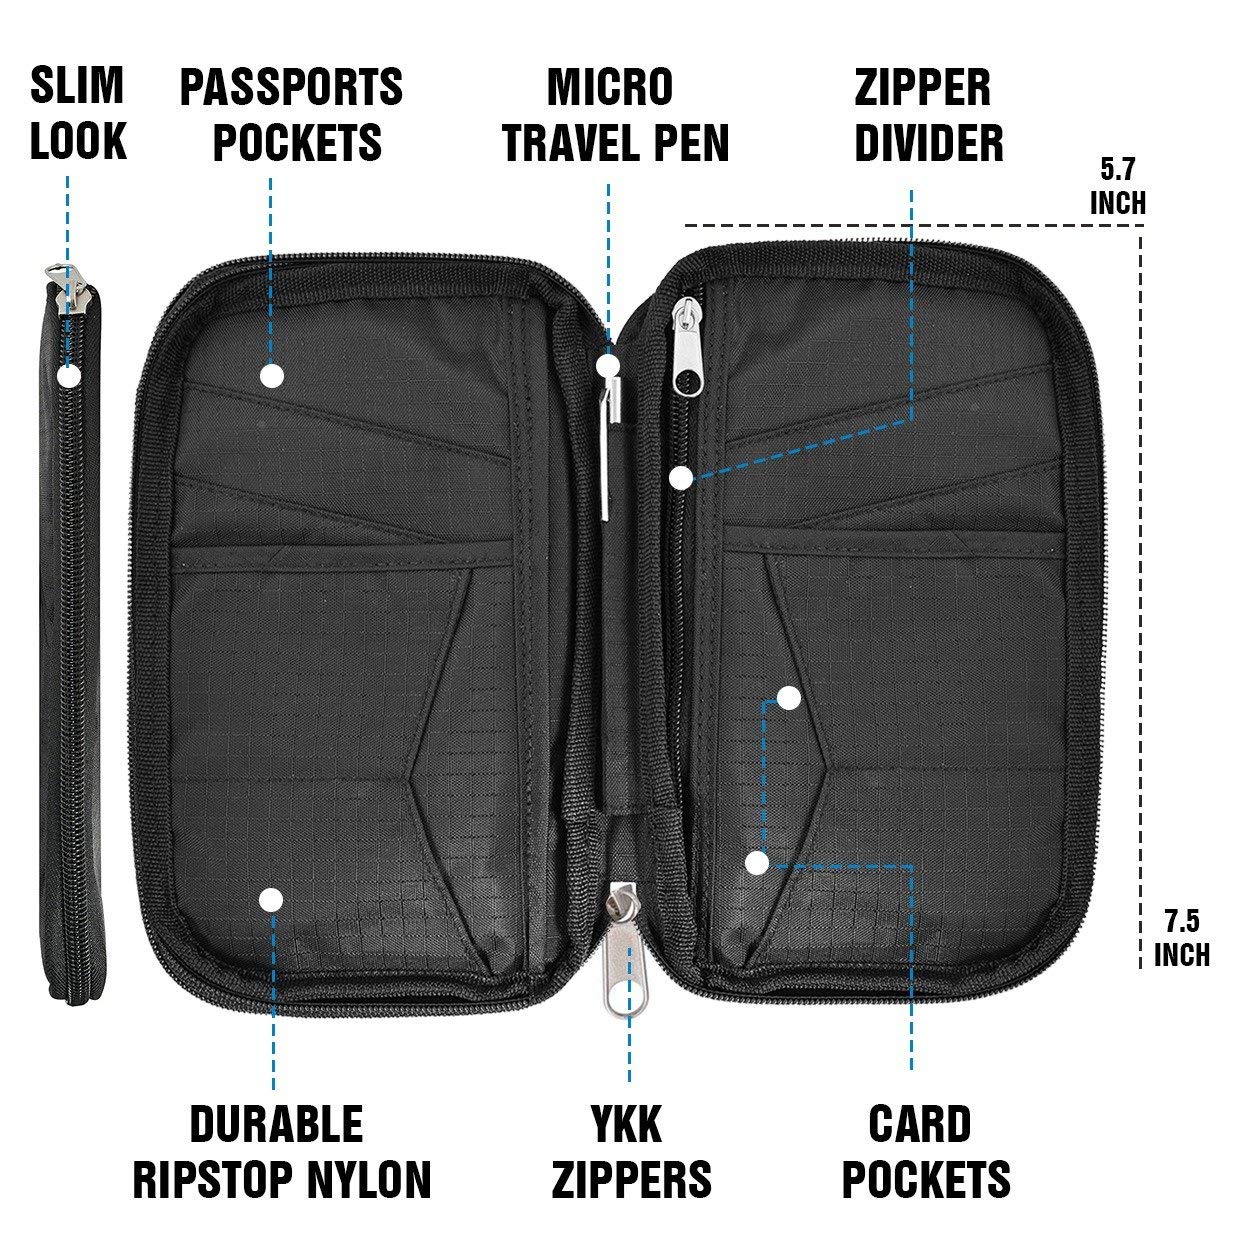 SLIM
LOOK
PASSPORTS
POCKETS
MICRO
TRAVEL PEN
ZIPPER
DIVIDER
5.7
INCH
7.5
INCH
DURABLE
RIPSTOP NYLON
YKK
ZIPPERS
CARD
POCKETS